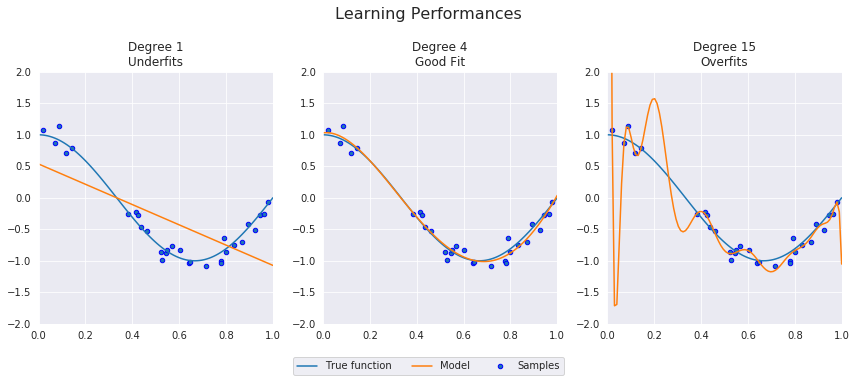 Learning Performances
Degree 1
Underfits
2.0
1.5
1.0
0.5
0.0
−0.5
−1.0
−1.5
−2.0
0.0 0.2 0.4 0.6 0.8 1.0
Degree 4
Good Fit
2.0
1.5
1.0
0.5
0.0
−0.5
−1.0
−1.5
−2.0
0.0 0.2 0.4 0.6 0.8 1.0
Degree 15
Overfits
2.0
1.5
1.0
0.5
0.0
−0.5
−1.0
−1.5
−2.0
0.0 0.2 0.4 0.6 0.8 1.0
True function Model Samples